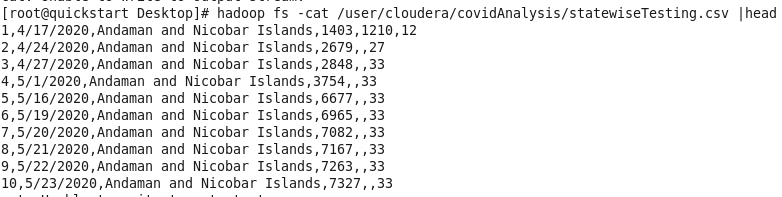 [root@quickstart Desktop]# hadoop fs -cat /user/cloudera/covidAnalysis/statewiseTesting.csv |head
1,4/17/2020,Andaman and Nicobar Islands,1403,1210,12
2,4/24/2020,Andaman and Nicobar Islands,2679,,27
3,4/27/2020,Andaman and Nicobar Islands,2848,,33
4,5/1/2020,Andaman and Nicobar Islands,3754,,33
5,5/16/2020,Andaman and Nicobar Islands,6677,,33
6,5/19/2020,Andaman and Nicobar Islands,6965,,33
7,5/20/2020,Andaman and Nicobar Islands,7082,,33
8,5/21/2020,Andaman and Nicobar Islands,7167,,33
9,5/22/2020,Andaman and Nicobar Islands,7263,,33
10,5/23/2020,Andaman and Nicobar Islands,7327,,33